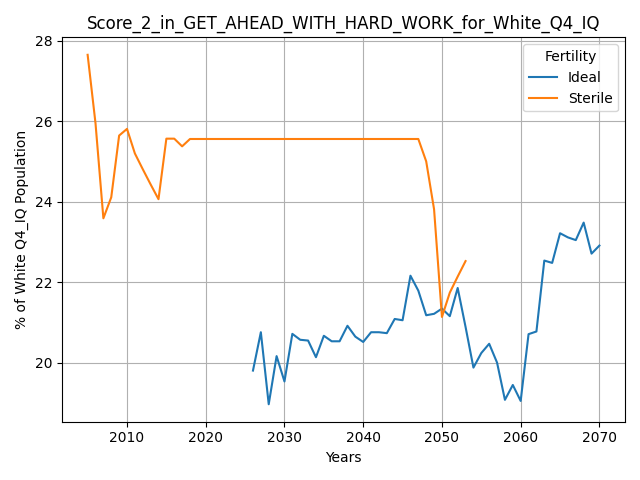 Score_2_in_GET_AHEAD_WITH_HARD_WORK_for_White_Q4_IQ
% of White Q4_IQ Population
28
26
24
22
20
Fertility
Ideal
Sterile
2010 2020 2030 2040 2050 2060 2070
Years